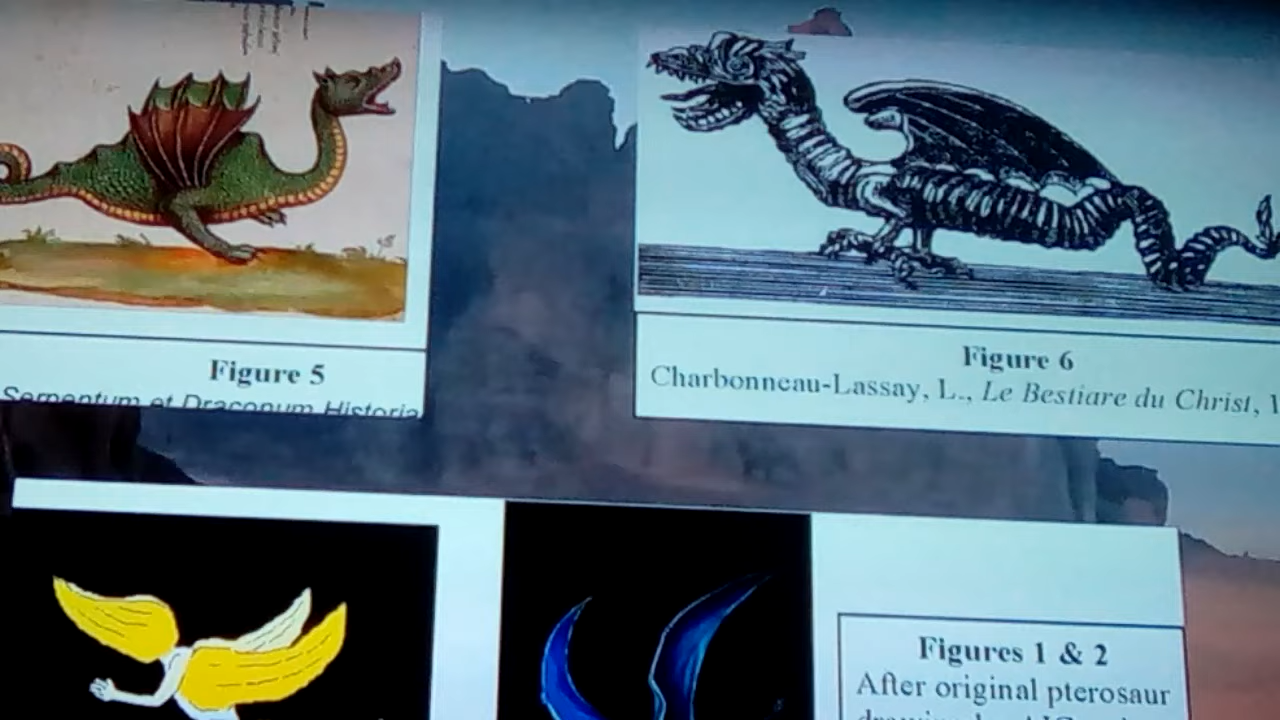 Figure 5
Serpentum et Draconum Historia
Figure 6
Charbonneau-Lassay, L., Le Bestiare du Christ,
Figures 1 & 2
After original pterosaur